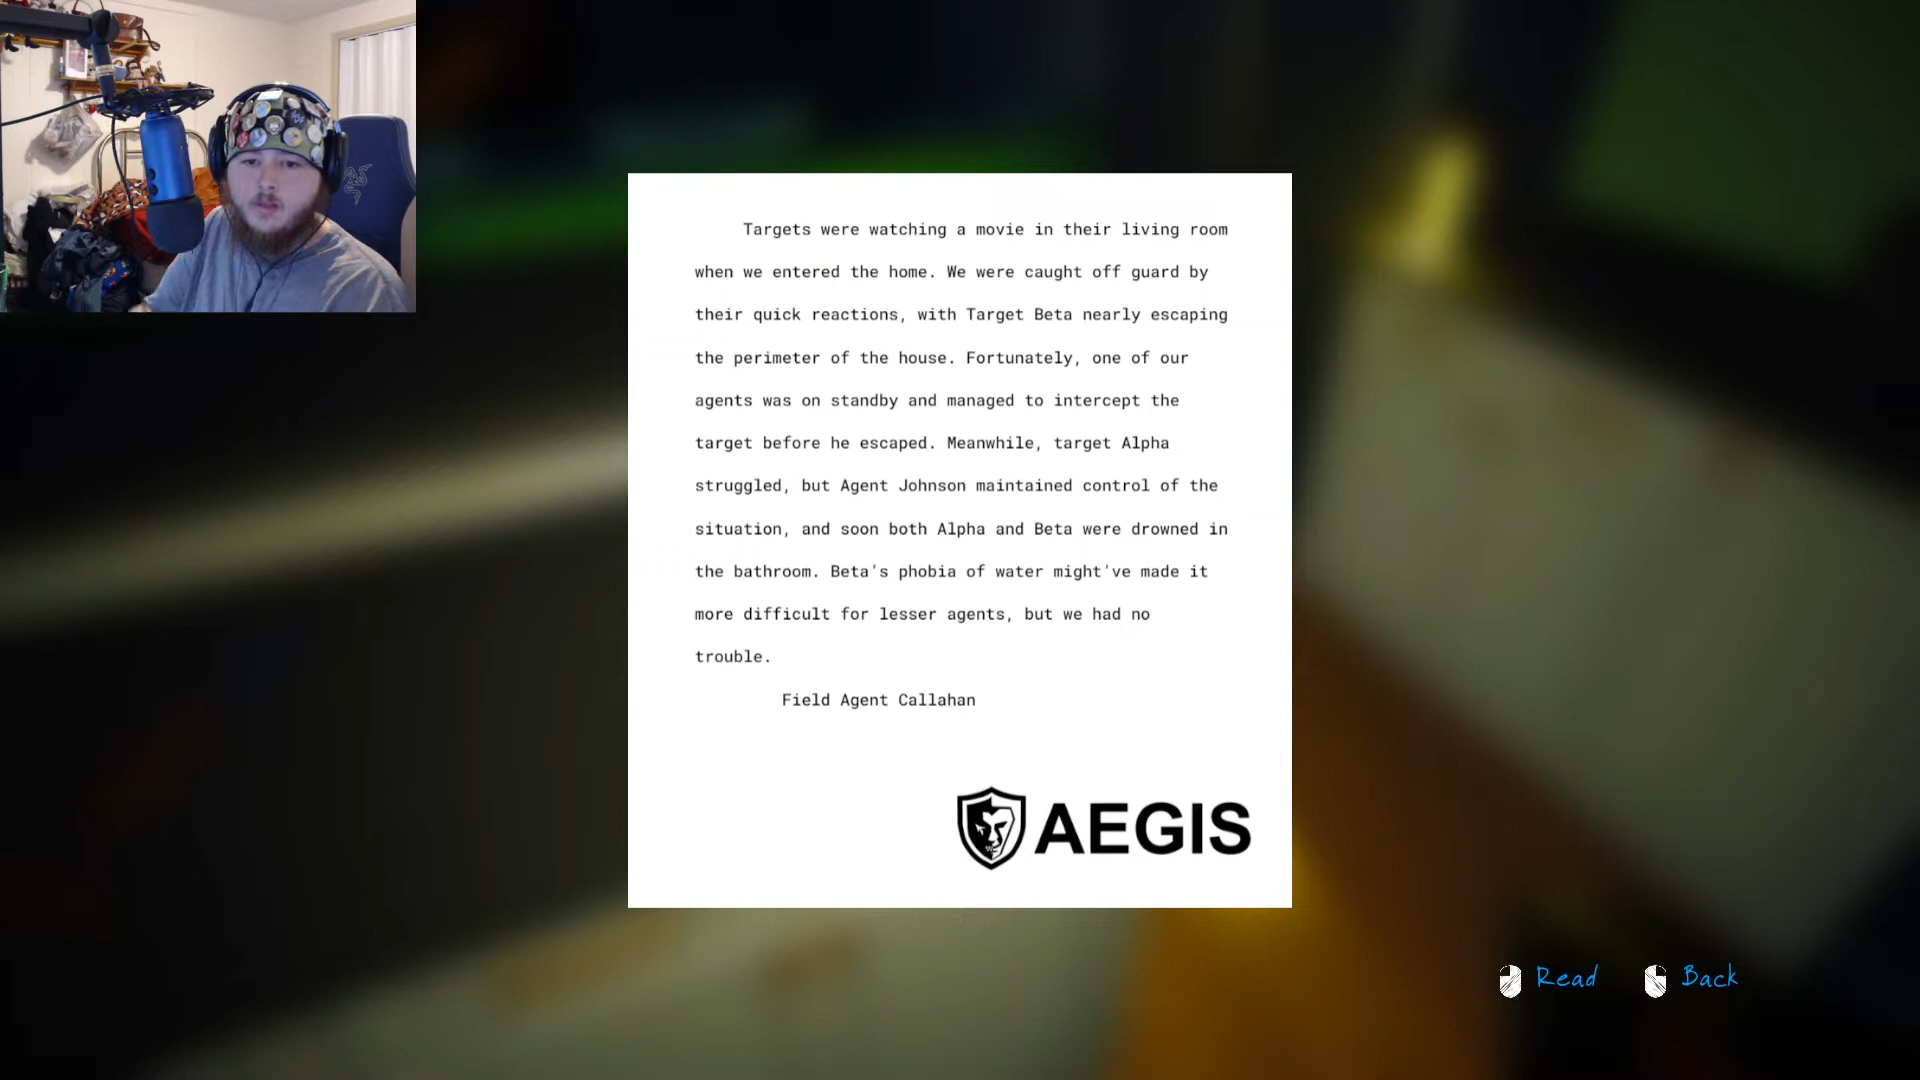 Targets were watching a movie in their living room
when we entered the home. We were caught off guard by
their quick reactions, with Target Beta nearly escaping
the perimeter of the house. Fortunately, one of our
agents was on standby and managed to intercept the
target before he escaped. Meanwhile, target Alpha
struggled, but Agent Johnson maintained control of the
situation, and soon both Alpha and Beta were drowned in
the bathroom. Beta's phobia of water might've made it
more difficult for lesser agents, but we had no
trouble.
Field Agent Callahan
AEGIS
Read Back